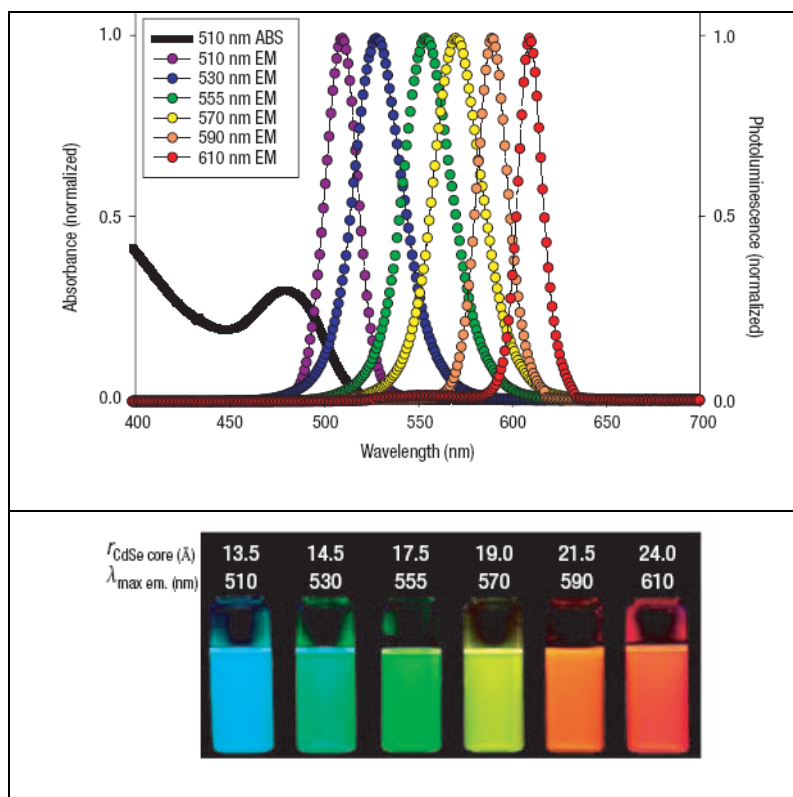 510 nm ABS
510 nm EM
530 nm EM
555 nm EM
570 nm EM
590 nm EM
610 nm EM
1.0
0.5
0.0
Absorbance (normalized)
1.0
0.5
0.0
Photoluminescence (normalized)
400 450 500 550 600 650 700
Wavelength (nm)
rCdSe core (Å) 13.5 14.5 17.5 19.0 21.5 24.0
λmax em. (nm) 510 530 555 570 590 610